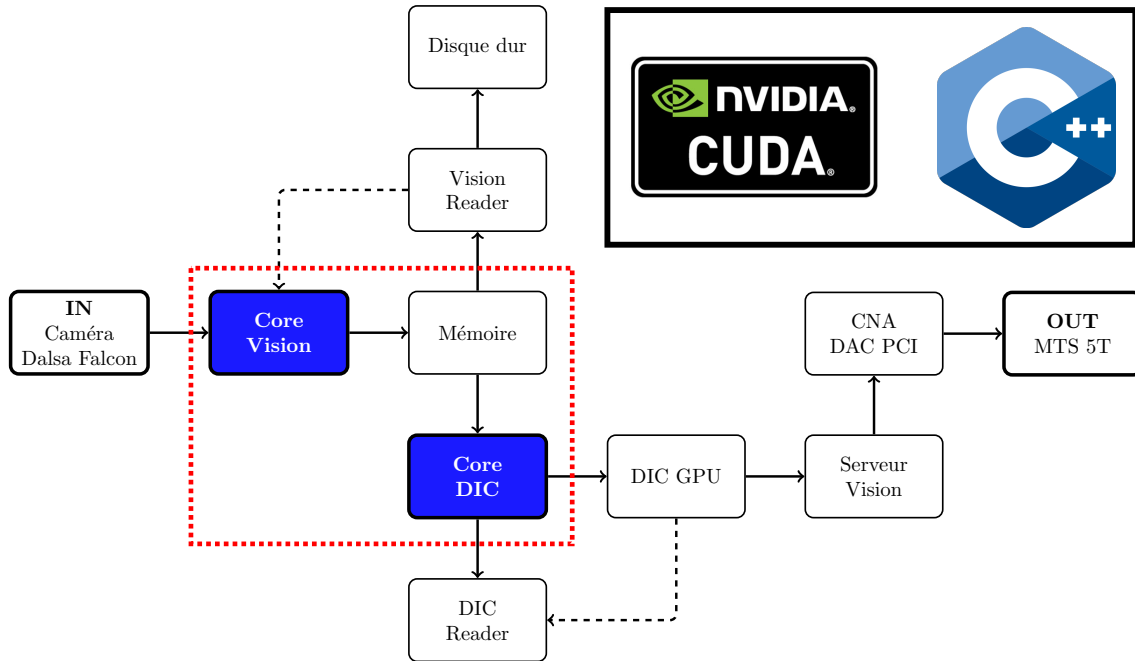 Disque dur
NVIDIA®
CUDA®
C++
Vision
Reader
IN
Caméra
Dalsa Falcon
Core
Vision
Mémoire
CNA
DAC PCI
OUT
MTS 5T
Core
DIC
DIC GPU
Serveur
Vision
DIC
Reader